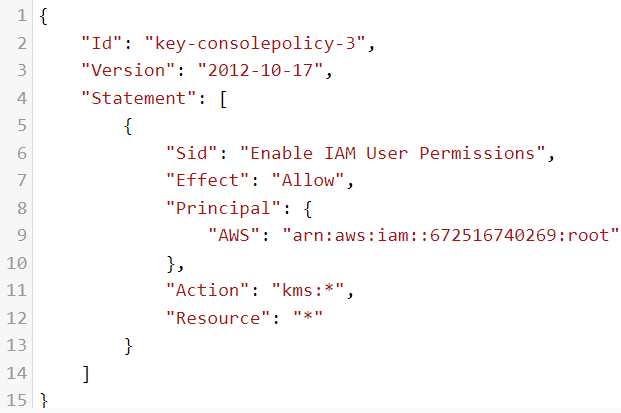 1 {
2     "Id": "key-consolepolicy-3",
3     "Version": "2012-10-17",
4     "Statement": [
5         {
6             "Sid": "Enable IAM User Permissions",
7             "Effect": "Allow",
8             "Principal": {
9                 "AWS": "arn:aws:iam::672516740269:root"
10             },
11             "Action": "kms:*",
12             "Resource": "*"
13         }
14     ]
15 }